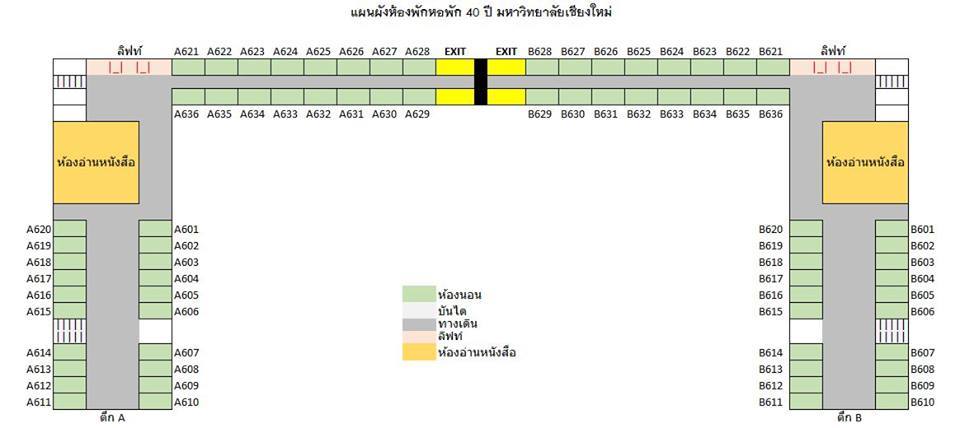 แผนผังห้องพักหอพัก 40 ปี มหาวิทยาลัยเชียงใหม่
ลิฟท์ A621 A622 A623 A624 A625 A626 A627 A628 EXIT EXIT B628 B627 B626 B625 B624 B623 B622 B621 ลิฟท์
A636 A635 A634 A633 A632 A631 A630 A629 B629 B630 B631 B632 B633 B634 B635 B636
ห้องอ่านหนังสือ ห้องอ่านหนังสือ
A620 A601 B620 B601
A619 A602 B619 B602
A618 A603 B618 B603
A617 A604 B617 B604
A616 A605 B616 B605
A615 A606 B615 B606
ห้องนอน
บันได
ทางเดิน
ลิฟท์
ห้องอ่านหนังสือ
A614 A607 B614 B607
A613 A608 B613 B608
A612 A609 B612 B609
A611 A610 B611 B610
ตึก A ตึก B